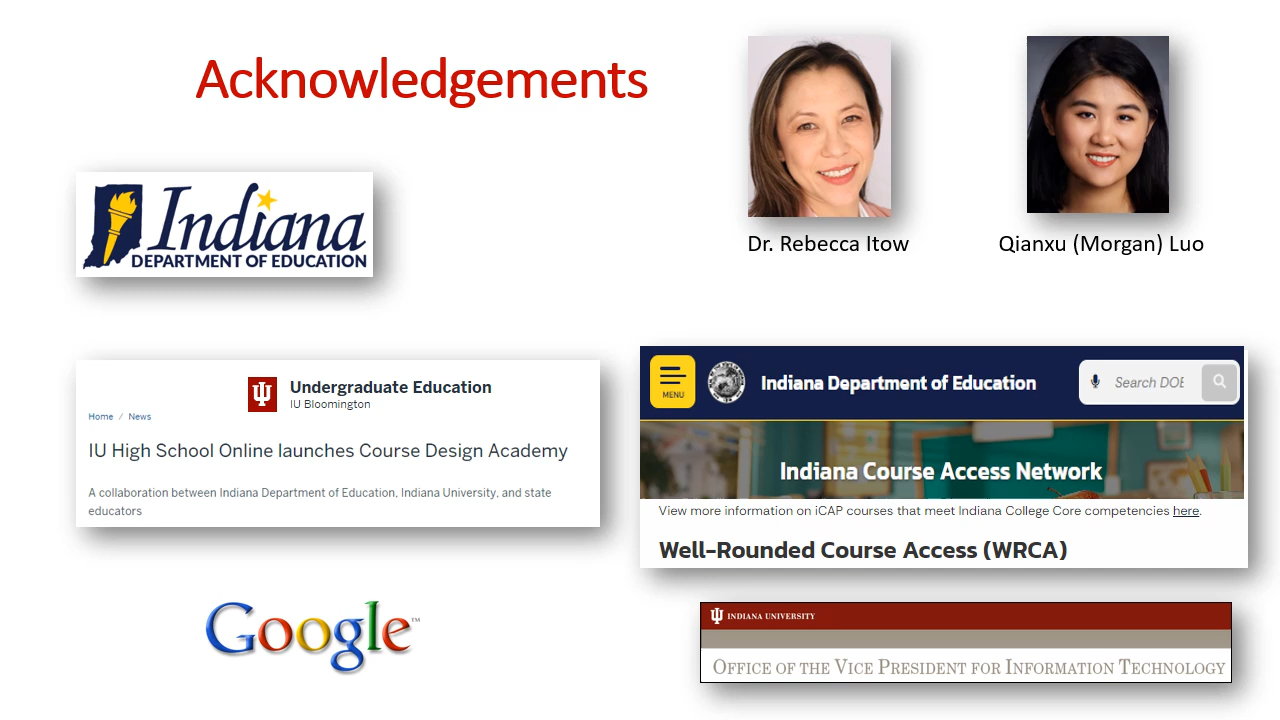 Acknowledgements
Dr. Rebecca Itow
Qianxu (Morgan) Luo
Indiana
DEPARTMENT OF EDUCATION
Undergraduate Education
IU Bloomington
Home / News
IU High School Online launches Course Design Academy
A collaboration between Indiana Department of Education, Indiana University, and state
educators
MENU
Indiana Department of Education
Search DOE
Indiana Course Access Network
View more information on iCAP courses that meet Indiana College Core competencies here.
Well-Rounded Course Access (WRCA)
Google™
INDIANA UNIVERSITY
OFFICE OF THE VICE PRESIDENT FOR INFORMATION TECHNOLOGY